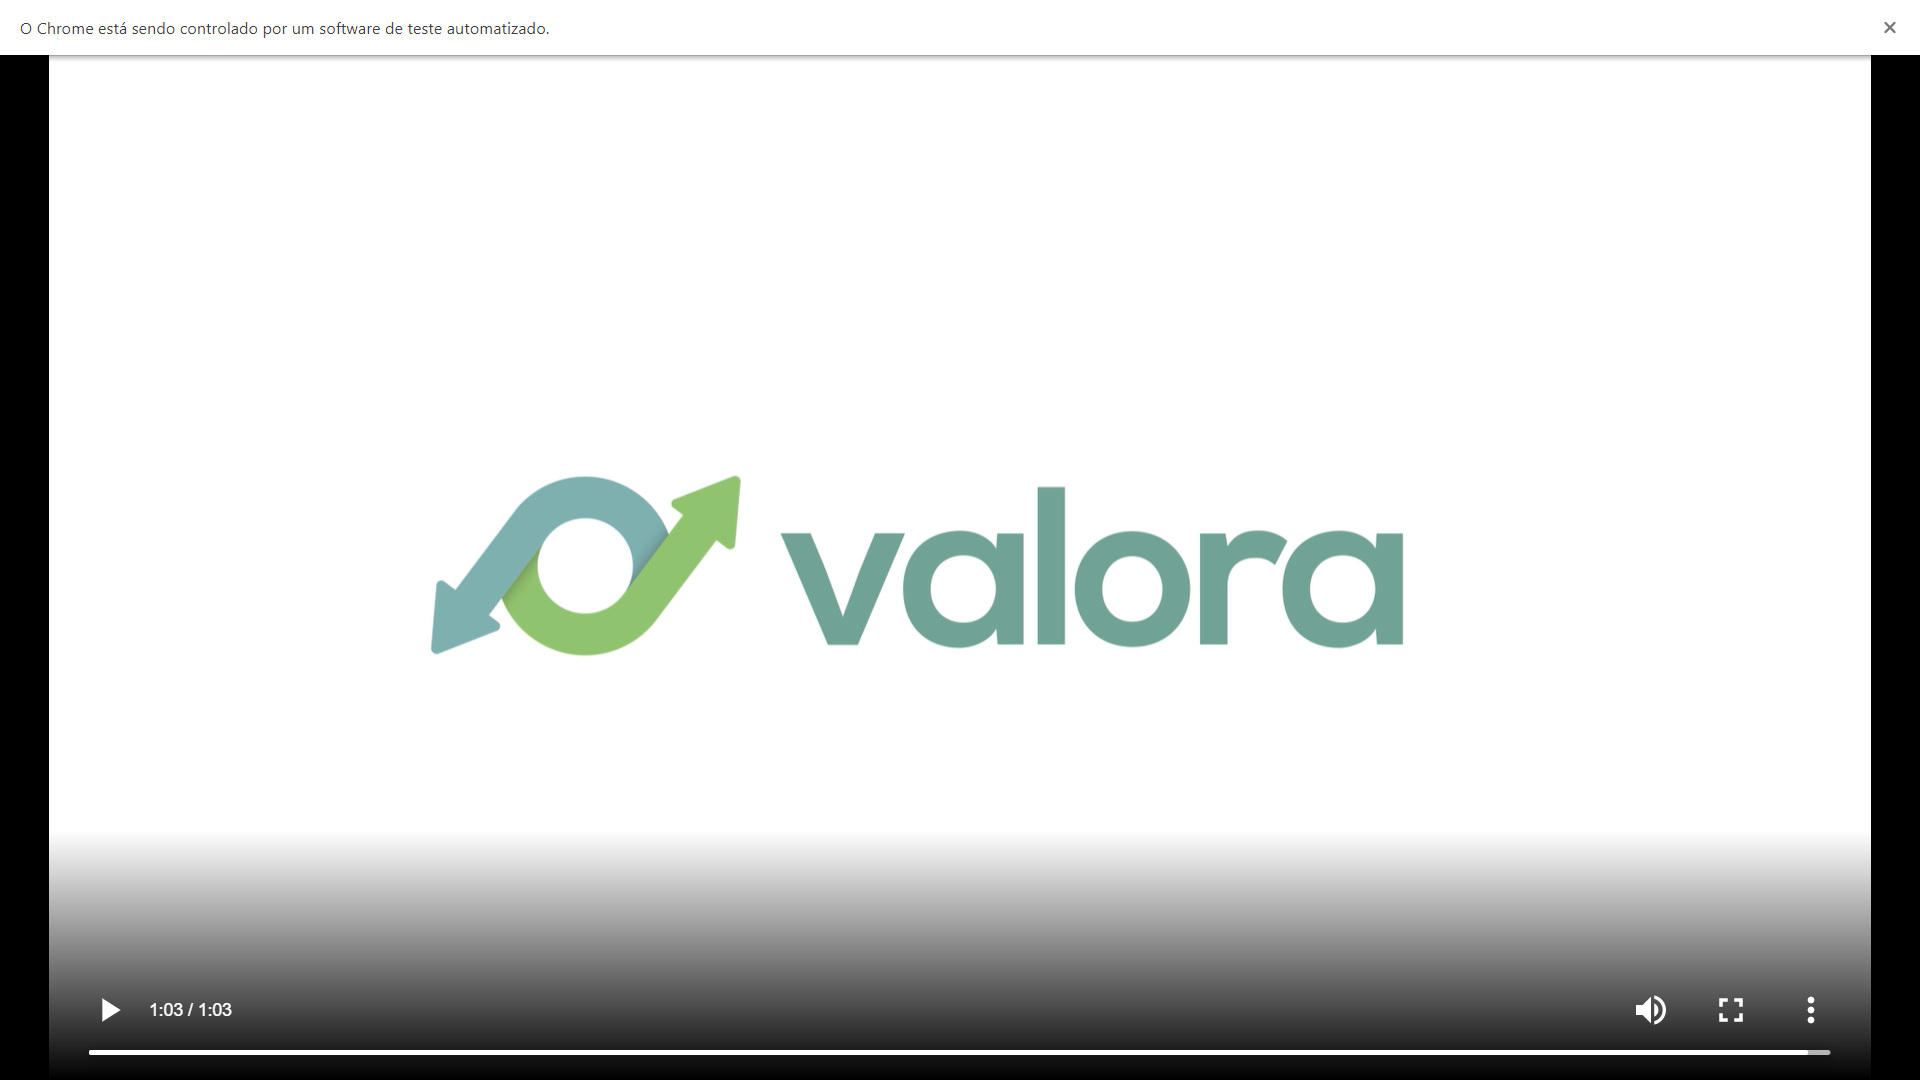 O Chrome está sendo controlado por um software de teste automatizado.
valora
1:03 / 1:03